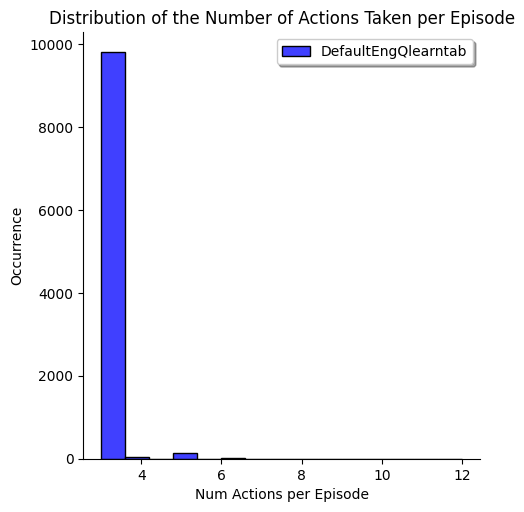 Distribution of the Number of Actions Taken per Episode
DefaultEngQlearntab
Occurrence
10000
8000
6000
4000
2000
0
4 6 8 10 12
Num Actions per Episode